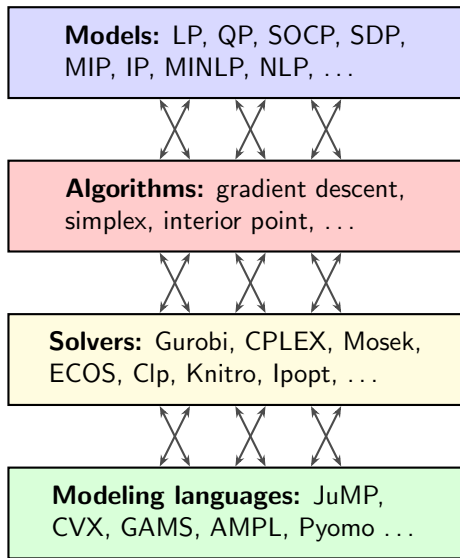 Models: LP, QP, SOCP, SDP,
MIP, IP, MINLP, NLP, . . .
Algorithms: gradient descent,
simplex, interior point, . . .
Solvers: Gurobi, CPLEX, Mosek,
ECOS, Clp, Knitro, Ipopt, . . .
Modeling languages: JuMP,
CVX, GAMS, AMPL, Pyomo . . .